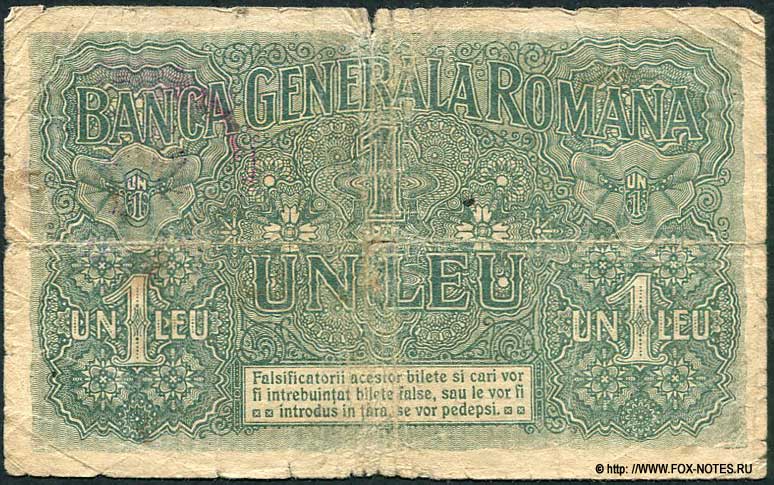 BANCA GENERALA ROMÂNA
UN 1
1
UN 1
UN LEU
UN 1 LEU
UN 1 LEU
Falsificatorii acestor bilete si cari vor
fi intrebuințat bilete false, sau le vor fi
introdus in țara, se vor pedepsi.
© http: //WWW.FOX-NOTES.RU